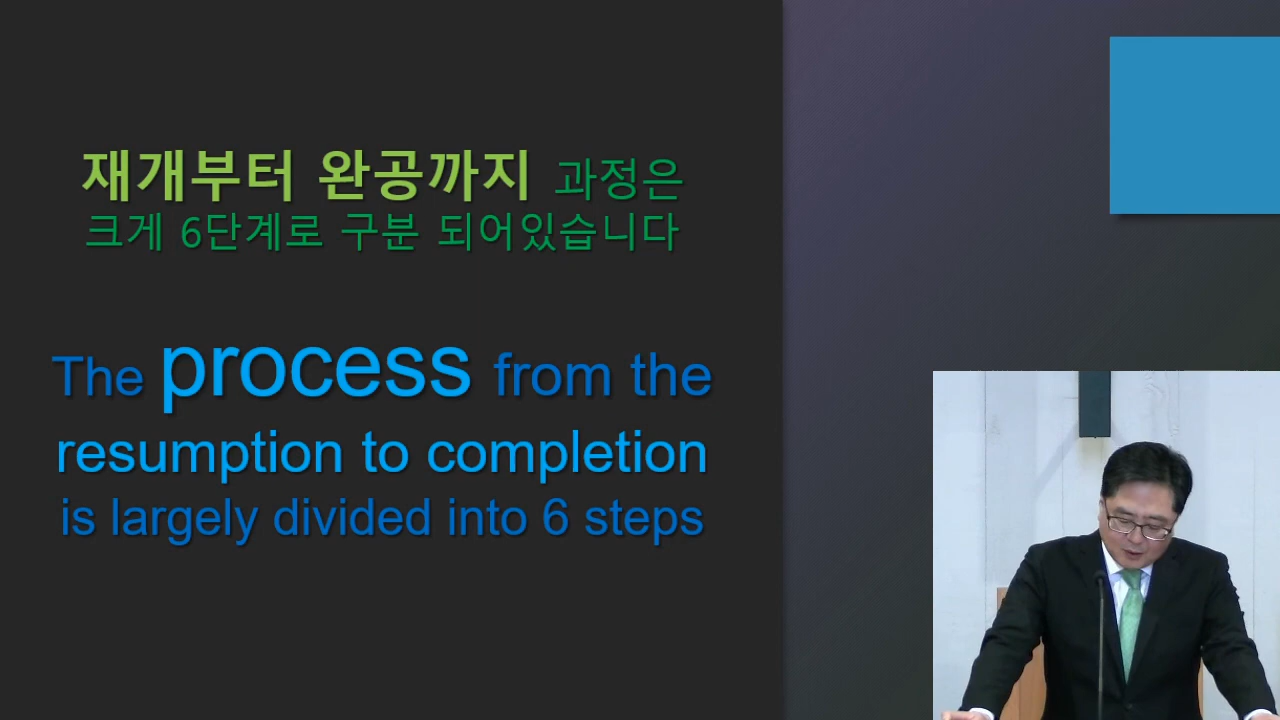 재개부터 완공까지 과정은
크게 6단계로 구분 되어있습니다
The process from the
resumption to completion
is largely divided into 6 steps